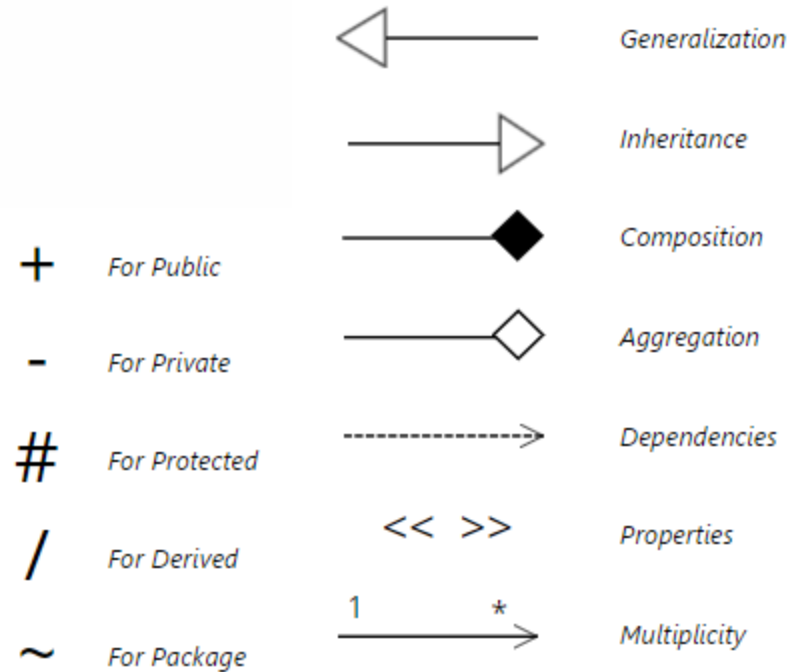 Generalization
Inheritance
Composition
Aggregation
Dependencies
<< >> Properties
1 * Multiplicity
+ For Public
- For Private
# For Protected
/ For Derived
~ For Package